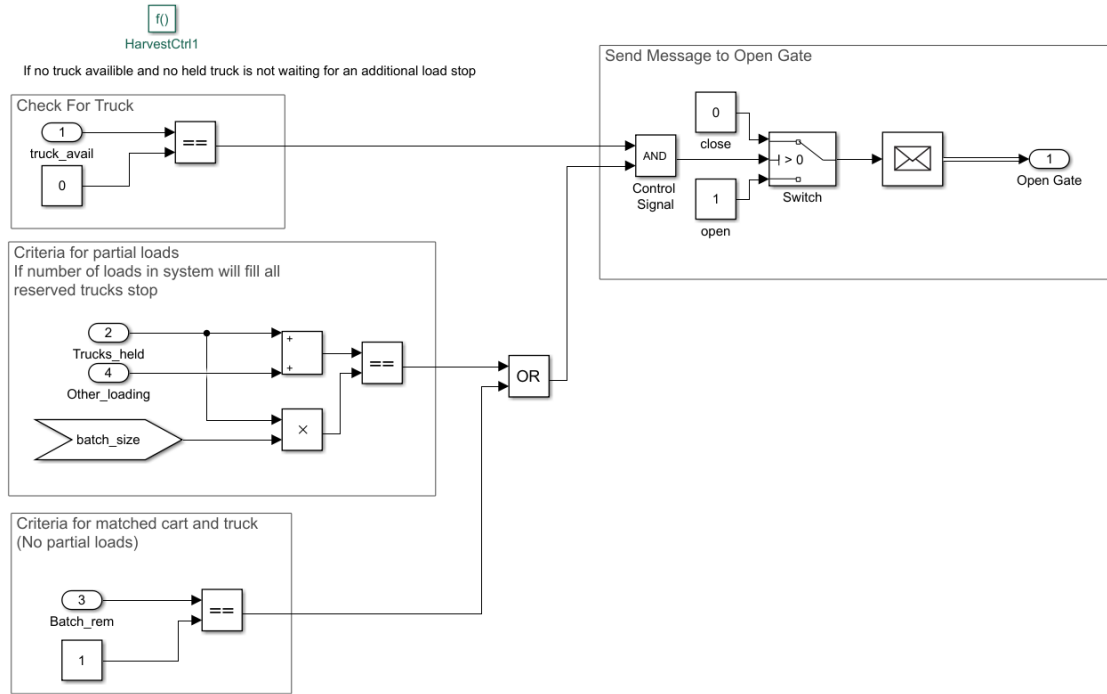 f()
HarvestCtrl1
If no truck availible and no held truck is not waiting for an additional load stop
Check For Truck
1
truck_avail
0
==
Send Message to Open Gate
0
close
AND
Control
Signal
> 0
Switch
1
open
1
Open Gate
Criteria for partial loads
If number of loads in system will fill all
reserved trucks stop
2
Trucks_held
4
Other_loading
+
+
==
batch_size
×
OR
Criteria for matched cart and truck
(No partial loads)
3
Batch_rem
1
==